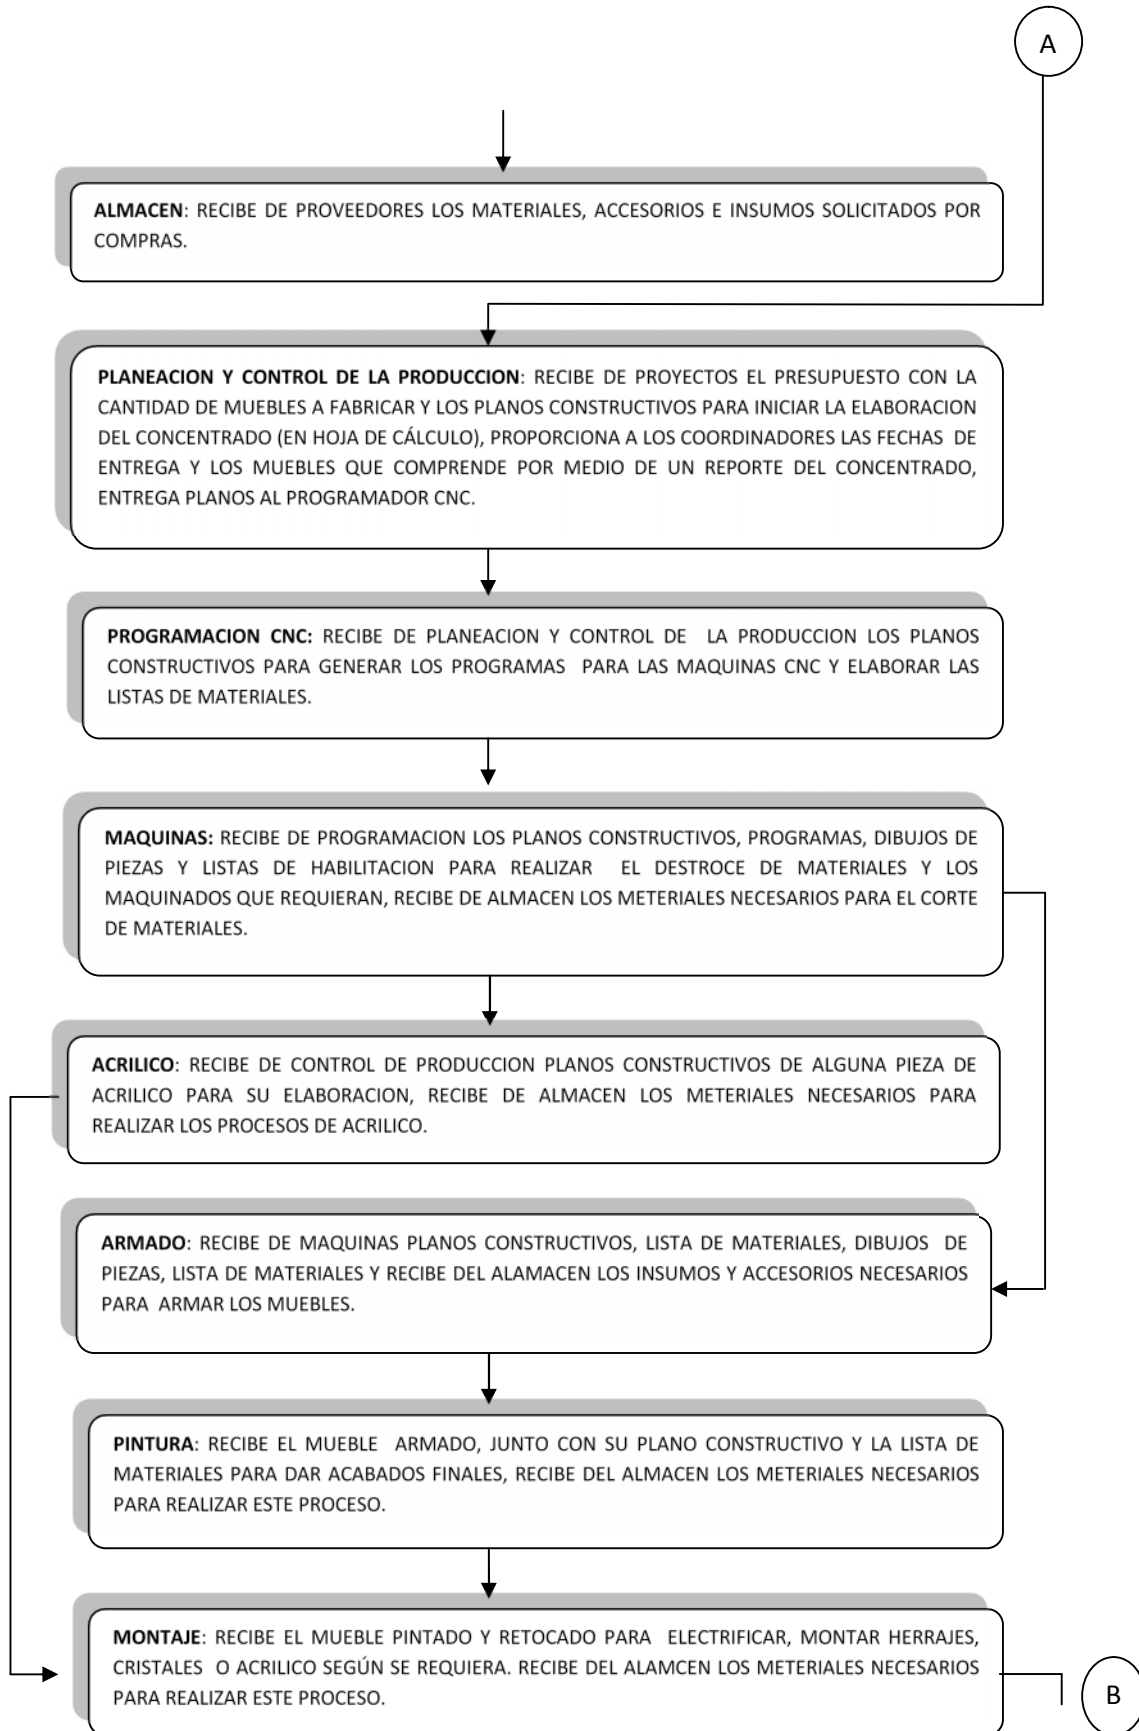 A
ALMACEN: RECIBE DE PROVEEDORES LOS MATERIALES, ACCESORIOS E INSUMOS SOLICITADOS POR
COMPRAS.
PLANEACION Y CONTROL DE LA PRODUCCION: RECIBE DE PROYECTOS EL PRESUPUESTO CON LA
CANTIDAD DE MUEBLES A FABRICAR Y LOS PLANOS CONSTRUCTIVOS PARA INICIAR LA ELABORACION
DEL CONCENTRADO (EN HOJA DE CÁLCULO), PROPORCIONA A LOS COORDINADORES LAS FECHAS DE
ENTREGA Y LOS MUEBLES QUE COMPRENDE POR MEDIO DE UN REPORTE DEL CONCENTRADO,
ENTREGA PLANOS AL PROGRAMADOR CNC.
PROGRAMACION CNC: RECIBE DE PLANEACION Y CONTROL DE LA PRODUCCION LOS PLANOS
CONSTRUCTIVOS PARA GENERAR LOS PROGRAMAS PARA LAS MAQUINAS CNC Y ELABORAR LAS
LISTAS DE MATERIALES.
MAQUINAS: RECIBE DE PROGRAMACION LOS PLANOS CONSTRUCTIVOS, PROGRAMAS, DIBUJOS DE
PIEZAS Y LISTAS DE HABILITACION PARA REALIZAR EL DESTROCE DE MATERIALES Y LOS
MAQUINADOS QUE REQUIERAN, RECIBE DE ALMACEN LOS METERIALES NECESARIOS PARA EL CORTE
DE MATERIALES.
ACRILICO: RECIBE DE CONTROL DE PRODUCCION PLANOS CONSTRUCTIVOS DE ALGUNA PIEZA DE
ACRILICO PARA SU ELABORACION, RECIBE DE ALMACEN LOS METERIALES NECESARIOS PARA
REALIZAR LOS PROCESOS DE ACRILICO.
ARMADO: RECIBE DE MAQUINAS PLANOS CONSTRUCTIVOS, LISTA DE MATERIALES, DIBUJOS DE
PIEZAS, LISTA DE MATERIALES Y RECIBE DEL ALAMACEN LOS INSUMOS Y ACCESORIOS NECESARIOS
PARA ARMAR LOS MUEBLES.
PINTURA: RECIBE EL MUEBLE ARMADO, JUNTO CON SU PLANO CONSTRUCTIVO Y LA LISTA DE
MATERIALES PARA DAR ACABADOS FINALES, RECIBE DEL ALMACEN LOS METERIALES NECESARIOS
PARA REALIZAR ESTE PROCESO.
MONTAJE: RECIBE EL MUEBLE PINTADO Y RETOCADO PARA ELECTRIFICAR, MONTAR HERRAJES,
CRISTALES O ACRILICO SEGÚN SE REQUIERA. RECIBE DEL ALAMCEN LOS METERIALES NECESARIOS
PARA REALIZAR ESTE PROCESO.
B